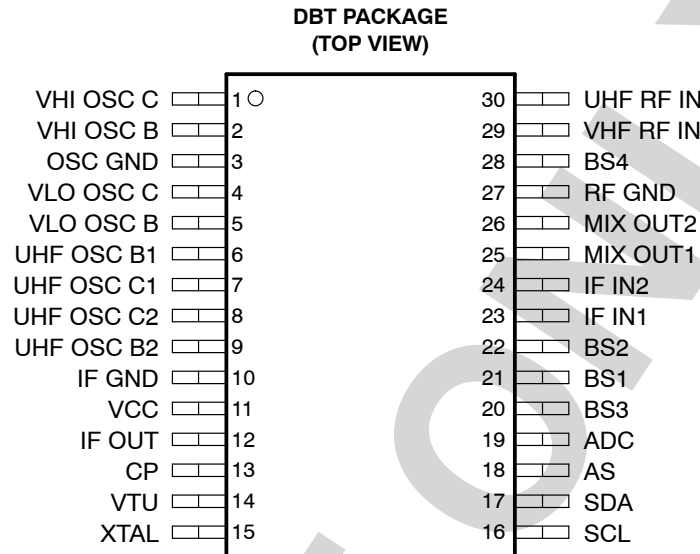 DBT PACKAGE
(TOP VIEW)
VHI OSC C 1 30 UHF RF IN
VHI OSC B 2 29 VHF RF IN
OSC GND 3 28 BS4
VLO OSC C 4 27 RF GND
VLO OSC B 5 26 MIX OUT2
UHF OSC B1 6 25 MIX OUT1
UHF OSC C1 7 24 IF IN2
UHF OSC C2 8 23 IF IN1
UHF OSC B2 9 22 BS2
IF GND 10 21 BS1
VCC 11 20 BS3
IF OUT 12 19 ADC
CP 13 18 AS
VTU 14 17 SDA
XTAL 15 16 SCL